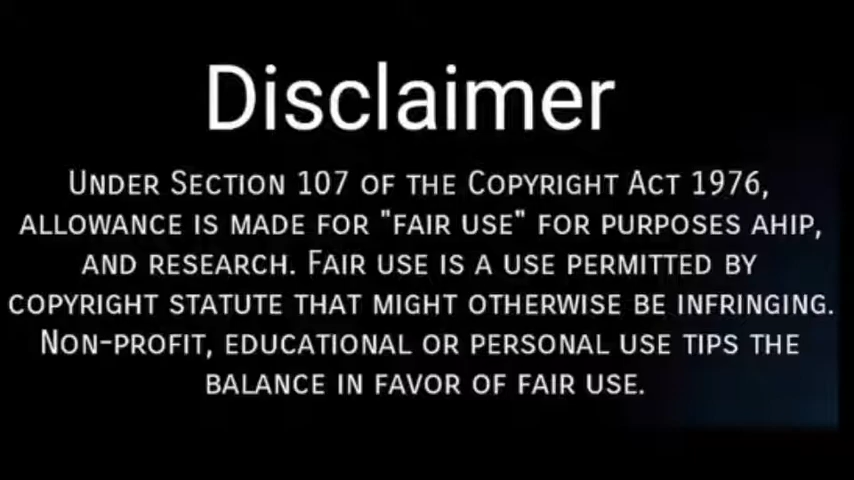 Disclaimer
Under Section 107 of the Copyright Act 1976,
allowance is made for "fair use" for purposes ahip,
and research. Fair use is a use permitted by
copyright statute that might otherwise be infringing.
Non-profit, educational or personal use tips the
balance in favor of fair use.